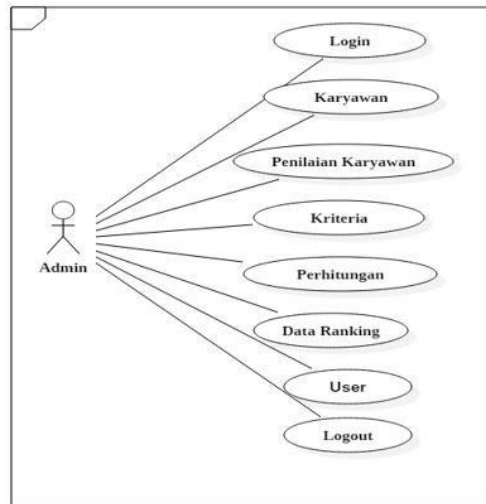 Login
Karyawan
Penilaian Karyawan
Kriteria
Admin
Perhitungan
Data Ranking
User
Logout